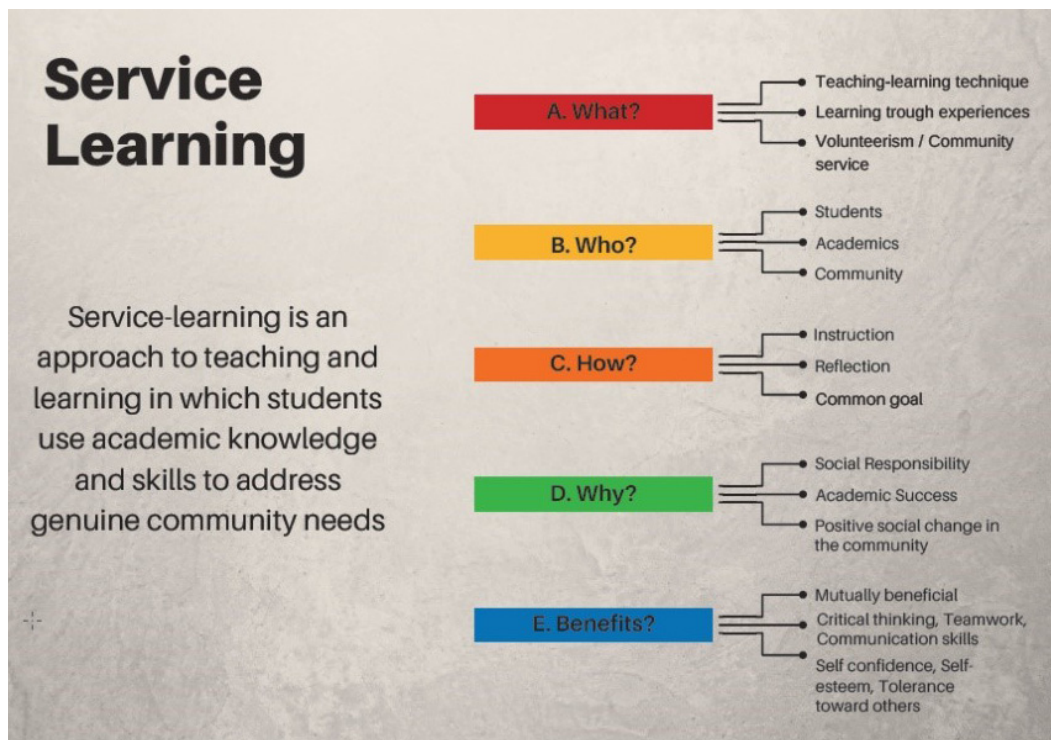 Service
Learning
Service-learning is an
approach to teaching and
learning in which students
use academic knowledge
and skills to address
genuine community needs
A. What?
Teaching-learning technique
Learning trough experiences
Volunteerism / Community
service
B. Who?
Students
Academics
Community
C. How?
Instruction
Reflection
Common goal
D. Why?
Social Responsibility
Academic Success
Positive social change in
the community
E. Benefits?
Mutually beneficial
Critical thinking, Teamwork,
Communication skills
Self confidence, Self-
esteem, Tolerance
toward others